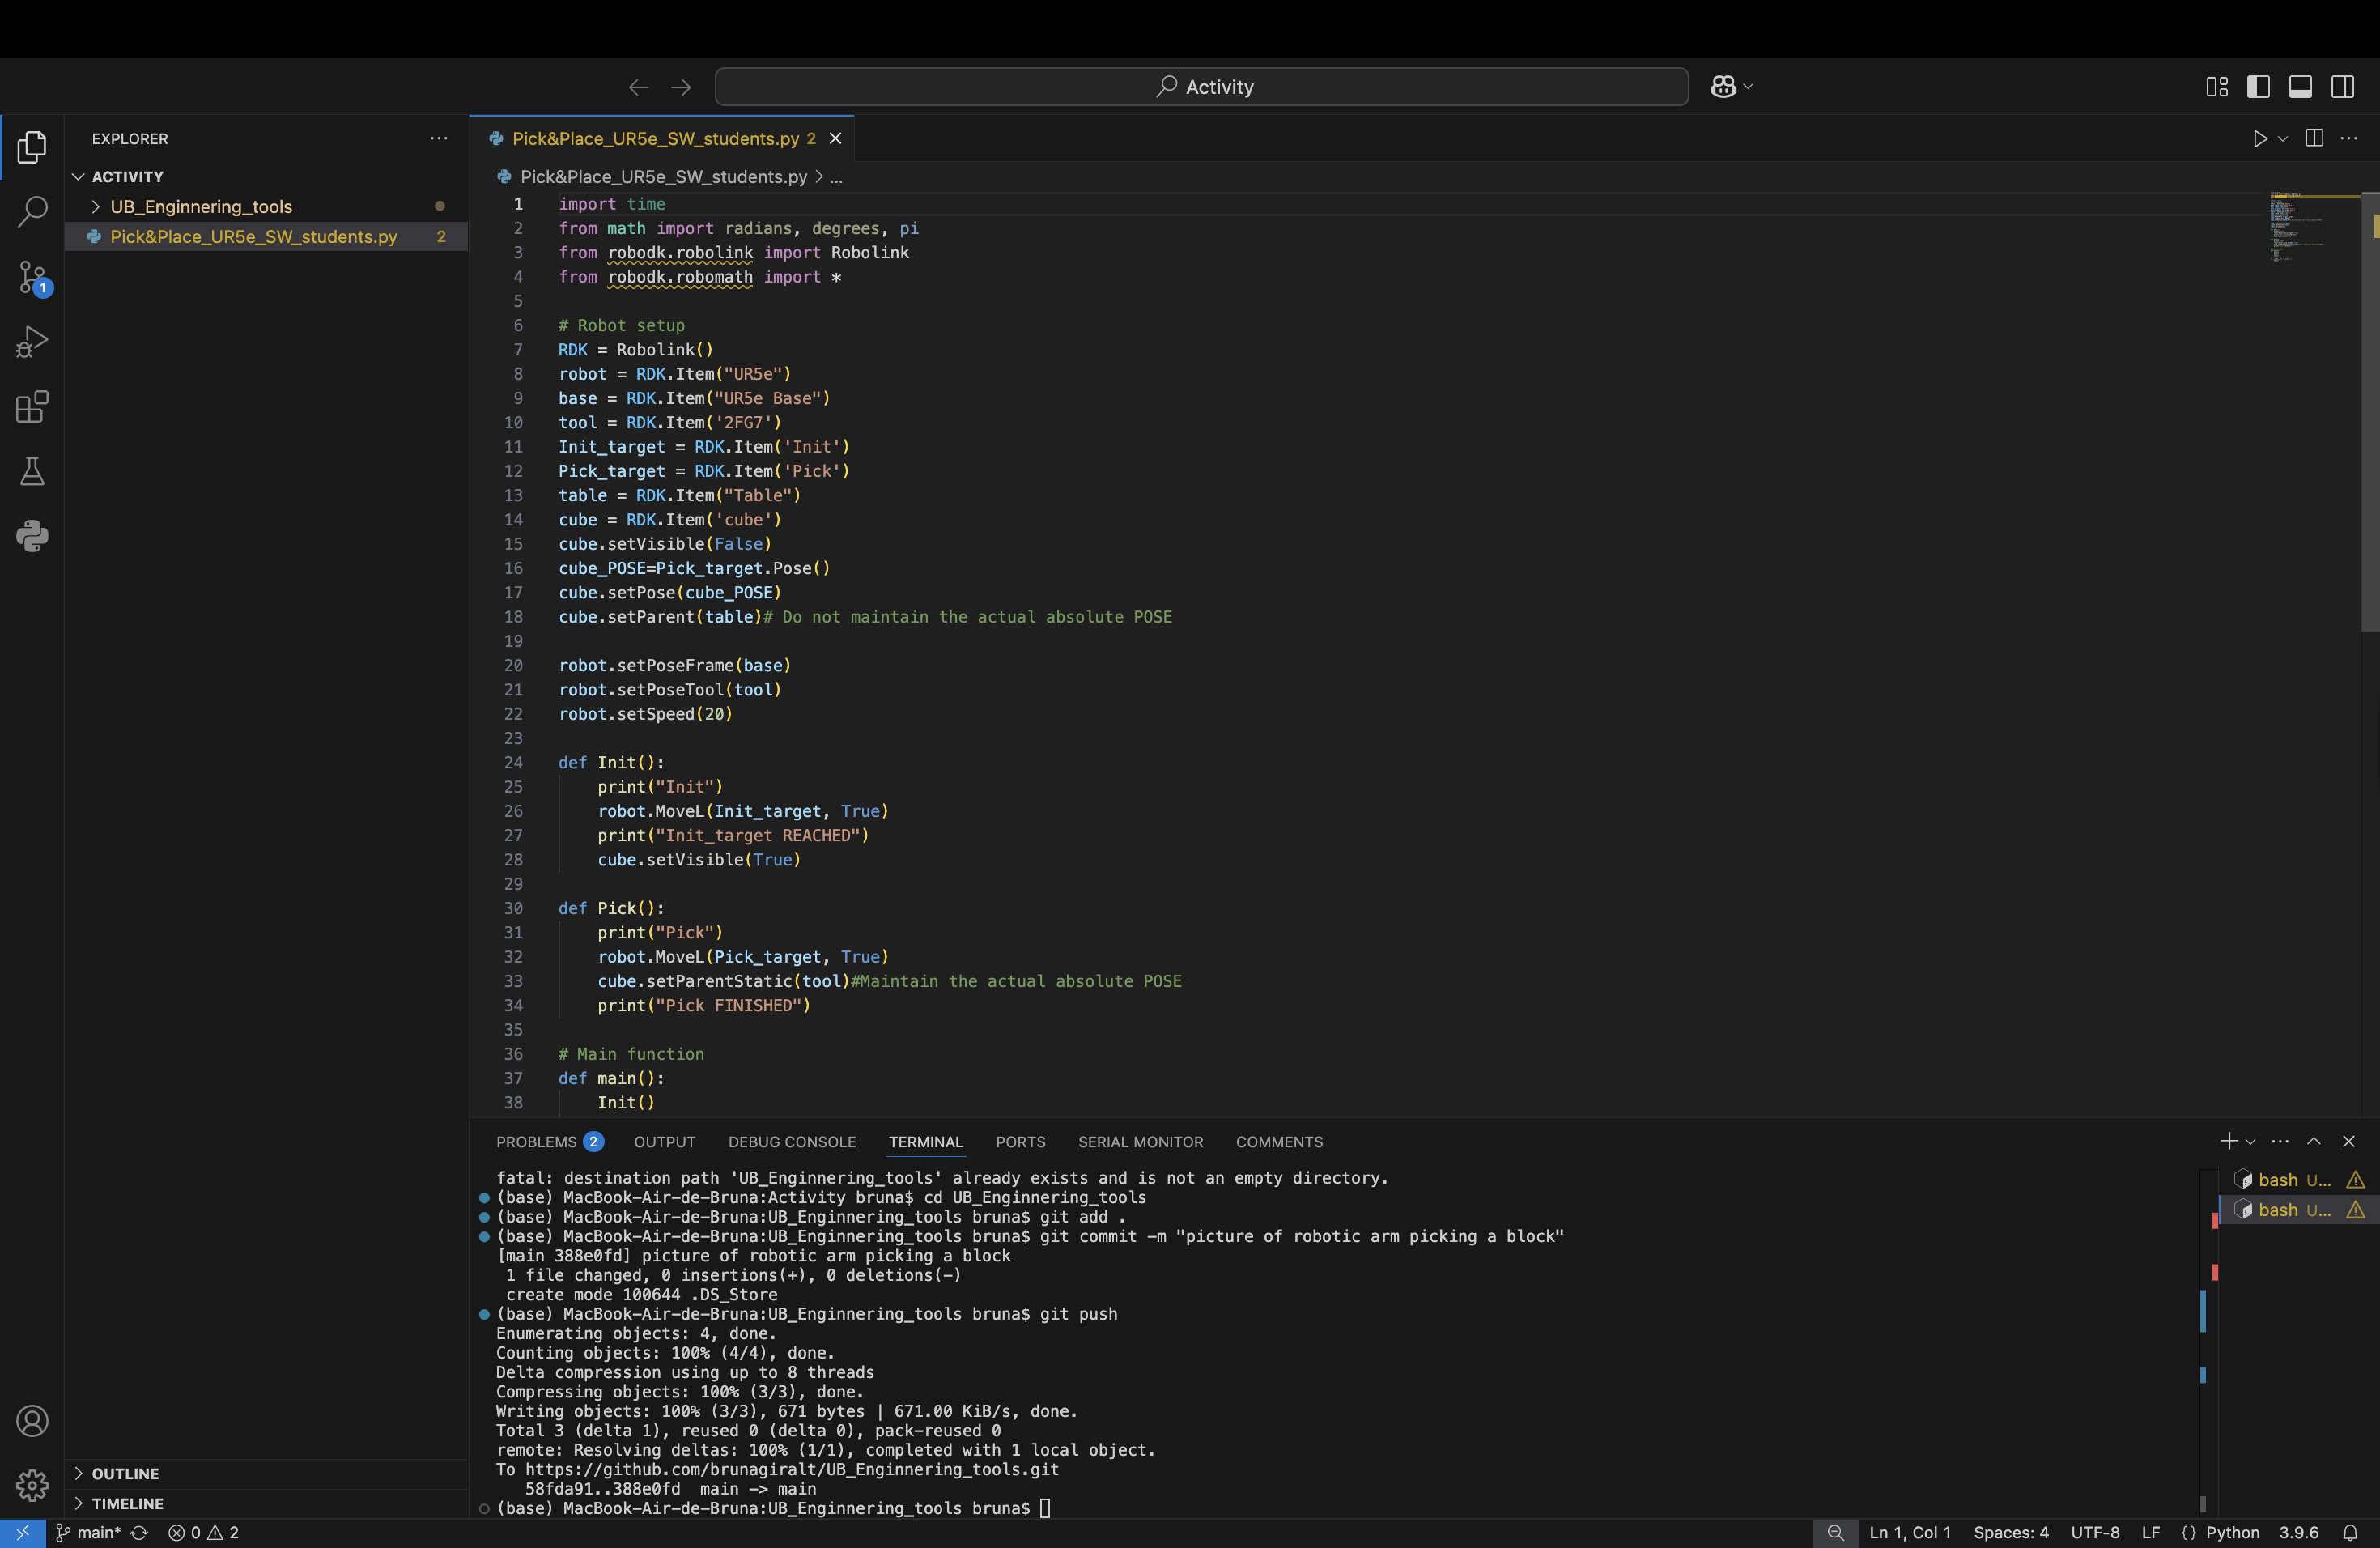 Activity
EXPLORER
ACTIVITY
UB_Enginnering_tools
Pick&Place_UR5e_SW_students.py 2
1
Pick&Place_UR5e_SW_students.py 2
Pick&Place_UR5e_SW_students.py > ...
1 import time
2 from math import radians, degrees, pi
3 from robodk.robolink import Robolink
4 from robodk.robomath import *
5
6 # Robot setup
7 RDK = Robolink()
8 robot = RDK.Item("UR5e")
9 base = RDK.Item("UR5e Base")
10 tool = RDK.Item('2FG7')
11 Init_target = RDK.Item('Init')
12 Pick_target = RDK.Item('Pick')
13 table = RDK.Item("Table")
14 cube = RDK.Item('cube')
15 cube.setVisible(False)
16 cube_POSE=Pick_target.Pose()
17 cube.setPose(cube_POSE)
18 cube.setParent(table)# Do not maintain the actual absolute POSE
19
20 robot.setPoseFrame(base)
21 robot.setPoseTool(tool)
22 robot.setSpeed(20)
23
24 def Init():
25     print("Init")
26     robot.MoveL(Init_target, True)
27     print("Init_target REACHED")
28     cube.setVisible(True)
29
30 def Pick():
31     print("Pick")
32     robot.MoveL(Pick_target, True)
33     cube.setParentStatic(tool)#Maintain the actual absolute POSE
34     print("Pick FINISHED")
35
36 # Main function
37 def main():
38     Init()
PROBLEMS 2 OUTPUT DEBUG CONSOLE TERMINAL PORTS SERIAL MONITOR COMMENTS
fatal: destination path 'UB_Enginnering_tools' already exists and is not an empty directory.
(base) MacBook-Air-de-Bruna:Activity bruna$ cd UB_Enginnering_tools
(base) MacBook-Air-de-Bruna:UB_Enginnering_tools bruna$ git add .
(base) MacBook-Air-de-Bruna:UB_Enginnering_tools bruna$ git commit -m "picture of robotic arm picking a block"
[main 388e0fd] picture of robotic arm picking a block
 1 file changed, 0 insertions(+), 0 deletions(-)
 create mode 100644 .DS_Store
(base) MacBook-Air-de-Bruna:UB_Enginnering_tools bruna$ git push
Enumerating objects: 4, done.
Counting objects: 100% (4/4), done.
Delta compression using up to 8 threads
Compressing objects: 100% (3/3), done.
Writing objects: 100% (3/3), 671 bytes | 671.00 KiB/s, done.
Total 3 (delta 1), reused 0 (delta 0), pack-reused 0
remote: Resolving deltas: 100% (1/1), completed with 1 local object.
To https://github.com/brunagiralt/UB_Enginnering_tools.git
   58fda91..388e0fd  main -> main
(base) MacBook-Air-de-Bruna:UB_Enginnering_tools bruna$
bash U...
bash U...
OUTLINE
TIMELINE
main* 0 2 Ln 1, Col 1 Spaces: 4 UTF-8 LF {} Python 3.9.6